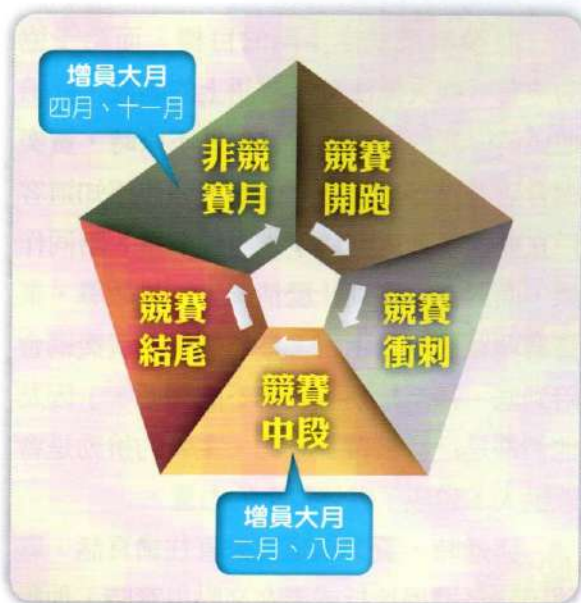 增員大月
四月、十一月
非競
賽月
競賽
開跑
競賽
衝刺
競賽
中段
競賽
結尾
增員大月
二月、八月